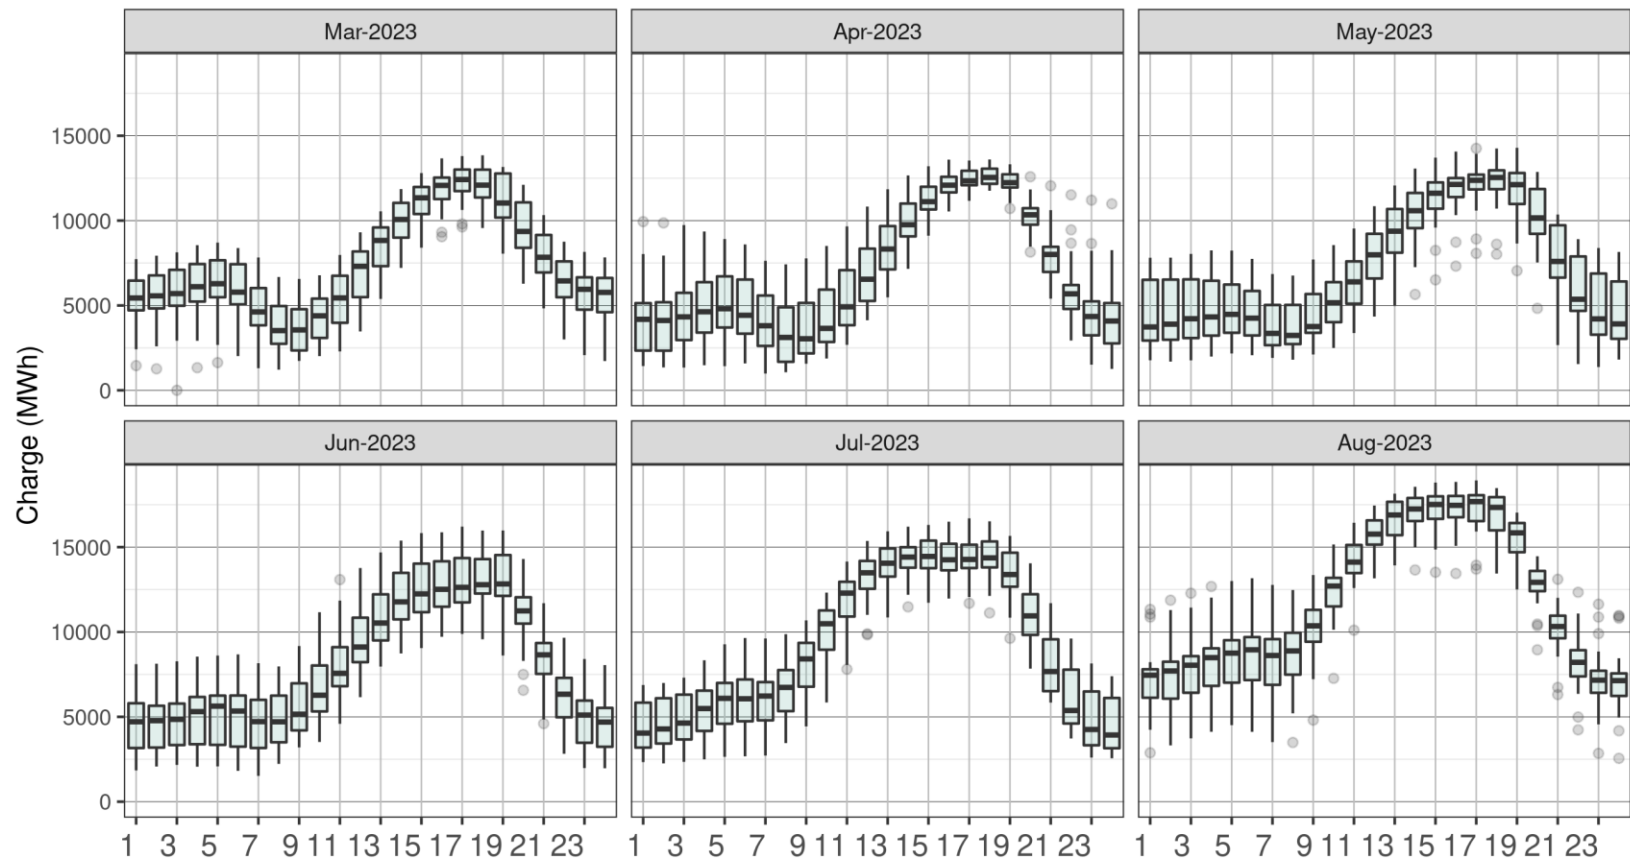 Mar-2023 Apr-2023 May-2023
Charge (MWh)
15000
10000
5000
0
Jun-2023 Jul-2023 Aug-2023
15000
10000
5000
0
1 3 5 7 9 11 13 15 17 19 21 23 1 3 5 7 9 11 13 15 17 19 21 23 1 3 5 7 9 11 13 15 17 19 21 23